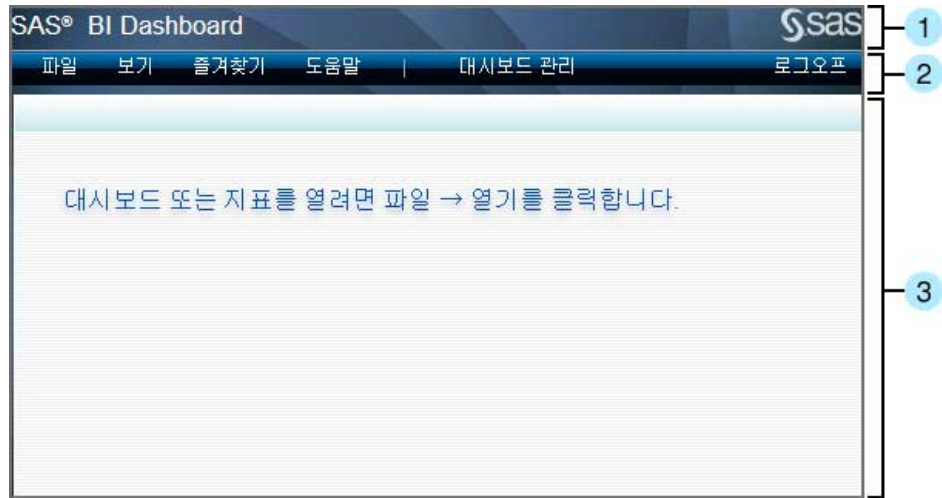 SAS® BI Dashboard
sas
1
파일 보기 즐겨찾기 도움말 | 대시보드 관리 로그오프
2
대시보드 또는 지표를 열려면 파일 → 열기를 클릭합니다.
3